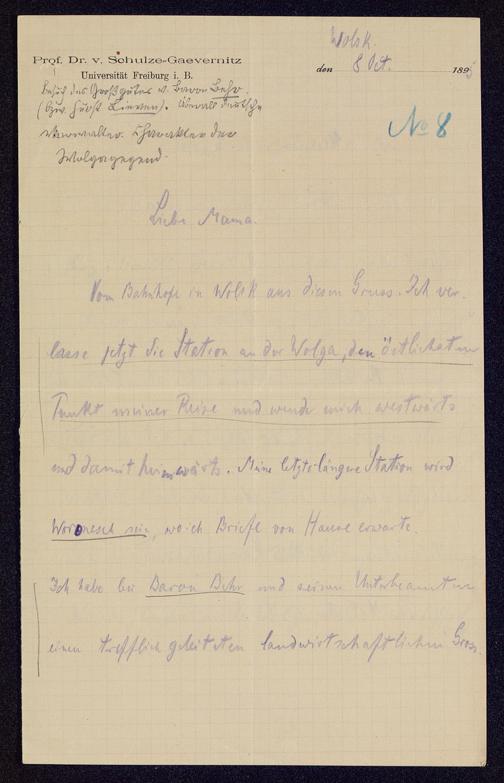 Wolsk.
Prof. Dr. v. Schulze-Gaevernitz
den 8 Oct. 189
Universität Freiburg i. B.
Besuch des Großgutes v. Baron Behr.
(bzw. Fürst Lieven). Überall deutsche
Verwalter. Charakter der
Wolgagegend.
No 8
Liebe Mama.
Vom Bahnhofe in Wolsk aus diesen Gruss. Ich ver-
lasse jetzt die Station an der Wolga, den östlichsten
Punkt meiner Reise und wende mich westwärts
und damit heimwärts. Meine letzte längere Station wird
Woronesch sein, wo ich Briefe von Hause erwarte.
Ich habe bei Baron Behr und seinen Unterbeamten
einen trefflich geleiteten landwirtschaftlichen Gross-